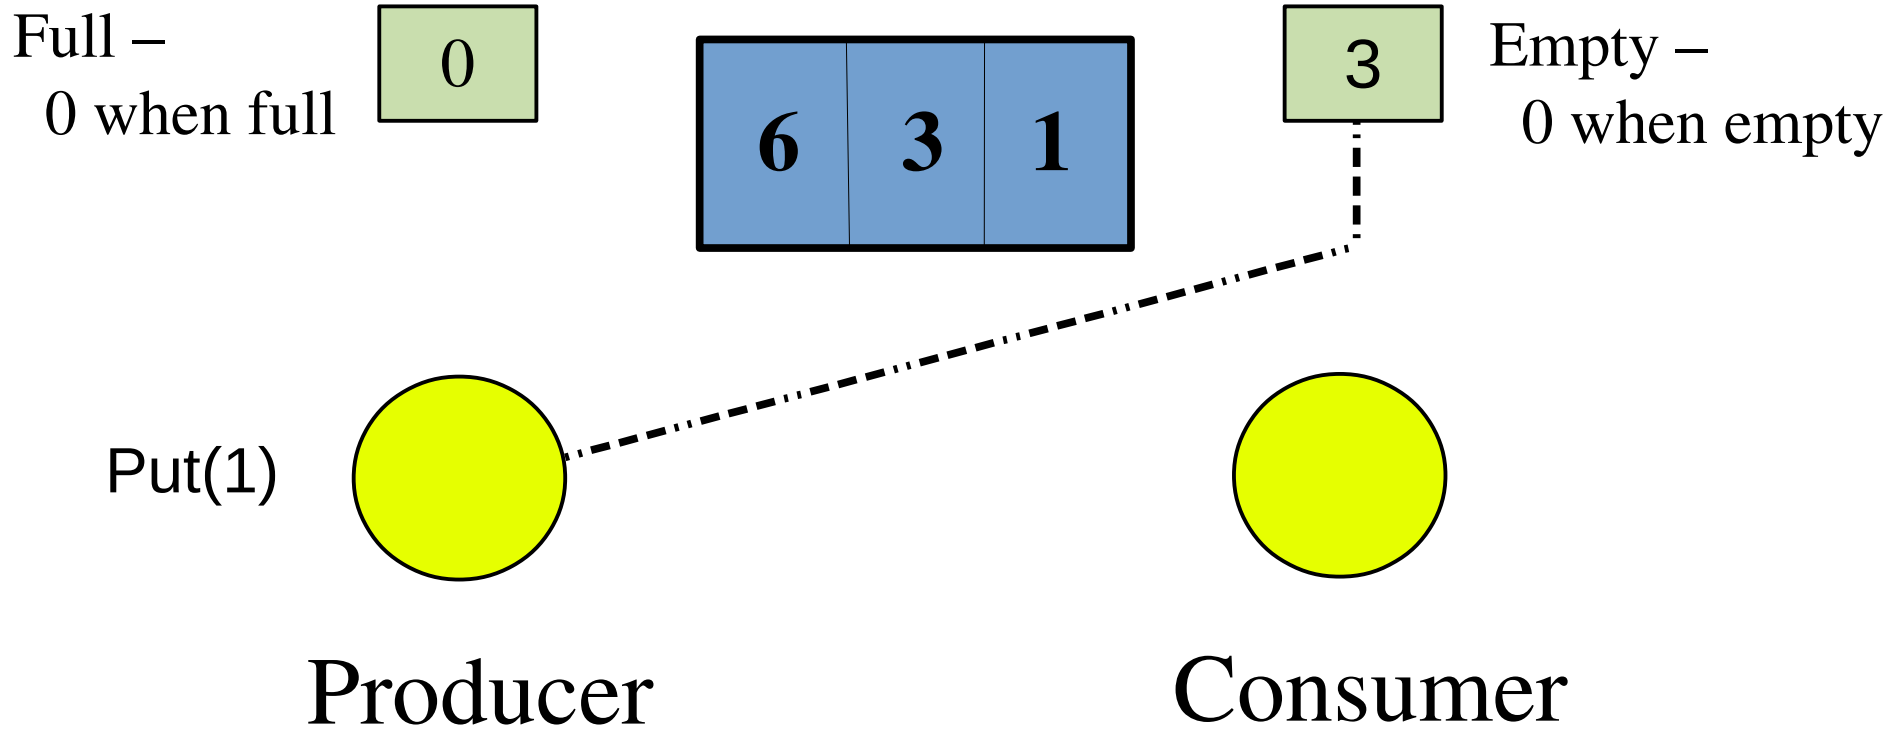 Full –
0 when full
0
6 3 1
3
Empty –
0 when empty
Put(1)
Producer
Consumer